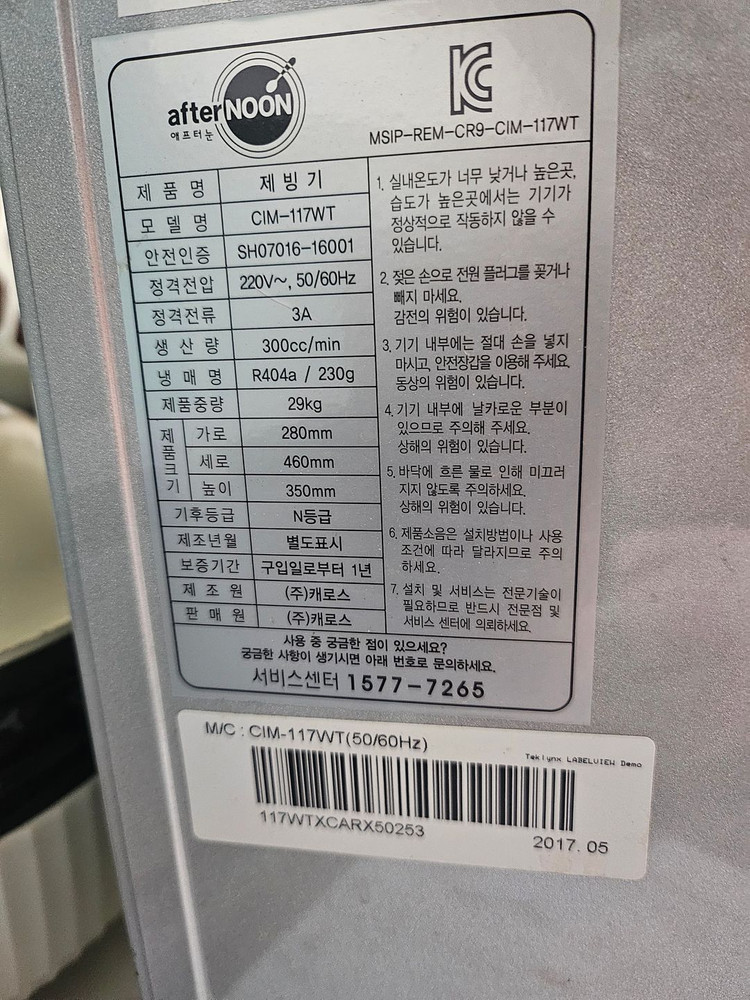 afterNOON
애프터눈
MSIP-REM-CR9-CIM-117WT
제품명 제빙기
모델명 CIM-117WT
안전인증 SH07016-16001
정격전압 220V~, 50/60Hz
정격전류 3A
생산량 300cc/min
냉매명 R404a / 230g
제품중량 29kg
제품크기 가로 280mm
세로 460mm
높이 350mm
기후등급 N등급
제조년월 별도표시
보증기간 구입일로부터 1년
제조원 (주)캐로스
판매원 (주)캐로스
1. 실내온도가 너무 낮거나 높은곳,
습도가 높은곳에서는 기기가
정상적으로 작동하지 않을 수
있습니다.
2. 젖은 손으로 전원 플러그를 꽂거나
빼지 마세요.
감전의 위험이 있습니다.
3. 기기 내부에는 절대 손을 넣지
마시고, 안전장갑을 이용해 주세요.
동상의 위험이 있습니다.
4. 기기 내부에 날카로운 부분이
있으므로 주의해 주세요.
상해의 위험이 있습니다.
5. 바닥에 흐른 물로 인해 미끄러
지지 않도록 주의하세요.
상해의 위험이 있습니다.
6. 제품소음은 설치방법이나 사용
조건에 따라 달라지므로 주의
하세요.
7. 설치 및 서비스는 전문기술이
필요하므로 반드시 전문점 및
서비스 센터에 의뢰하세요.
사용 중 궁금한 점이 있으세요?
궁금한 사항이 생기시면 아래 번호로 문의하세요.
서비스센터 1577-7265
M/C : CIM-117WT(50/60Hz)
Teklynx LABELVIEW Demo
117WTXCARX50253
2017. 05